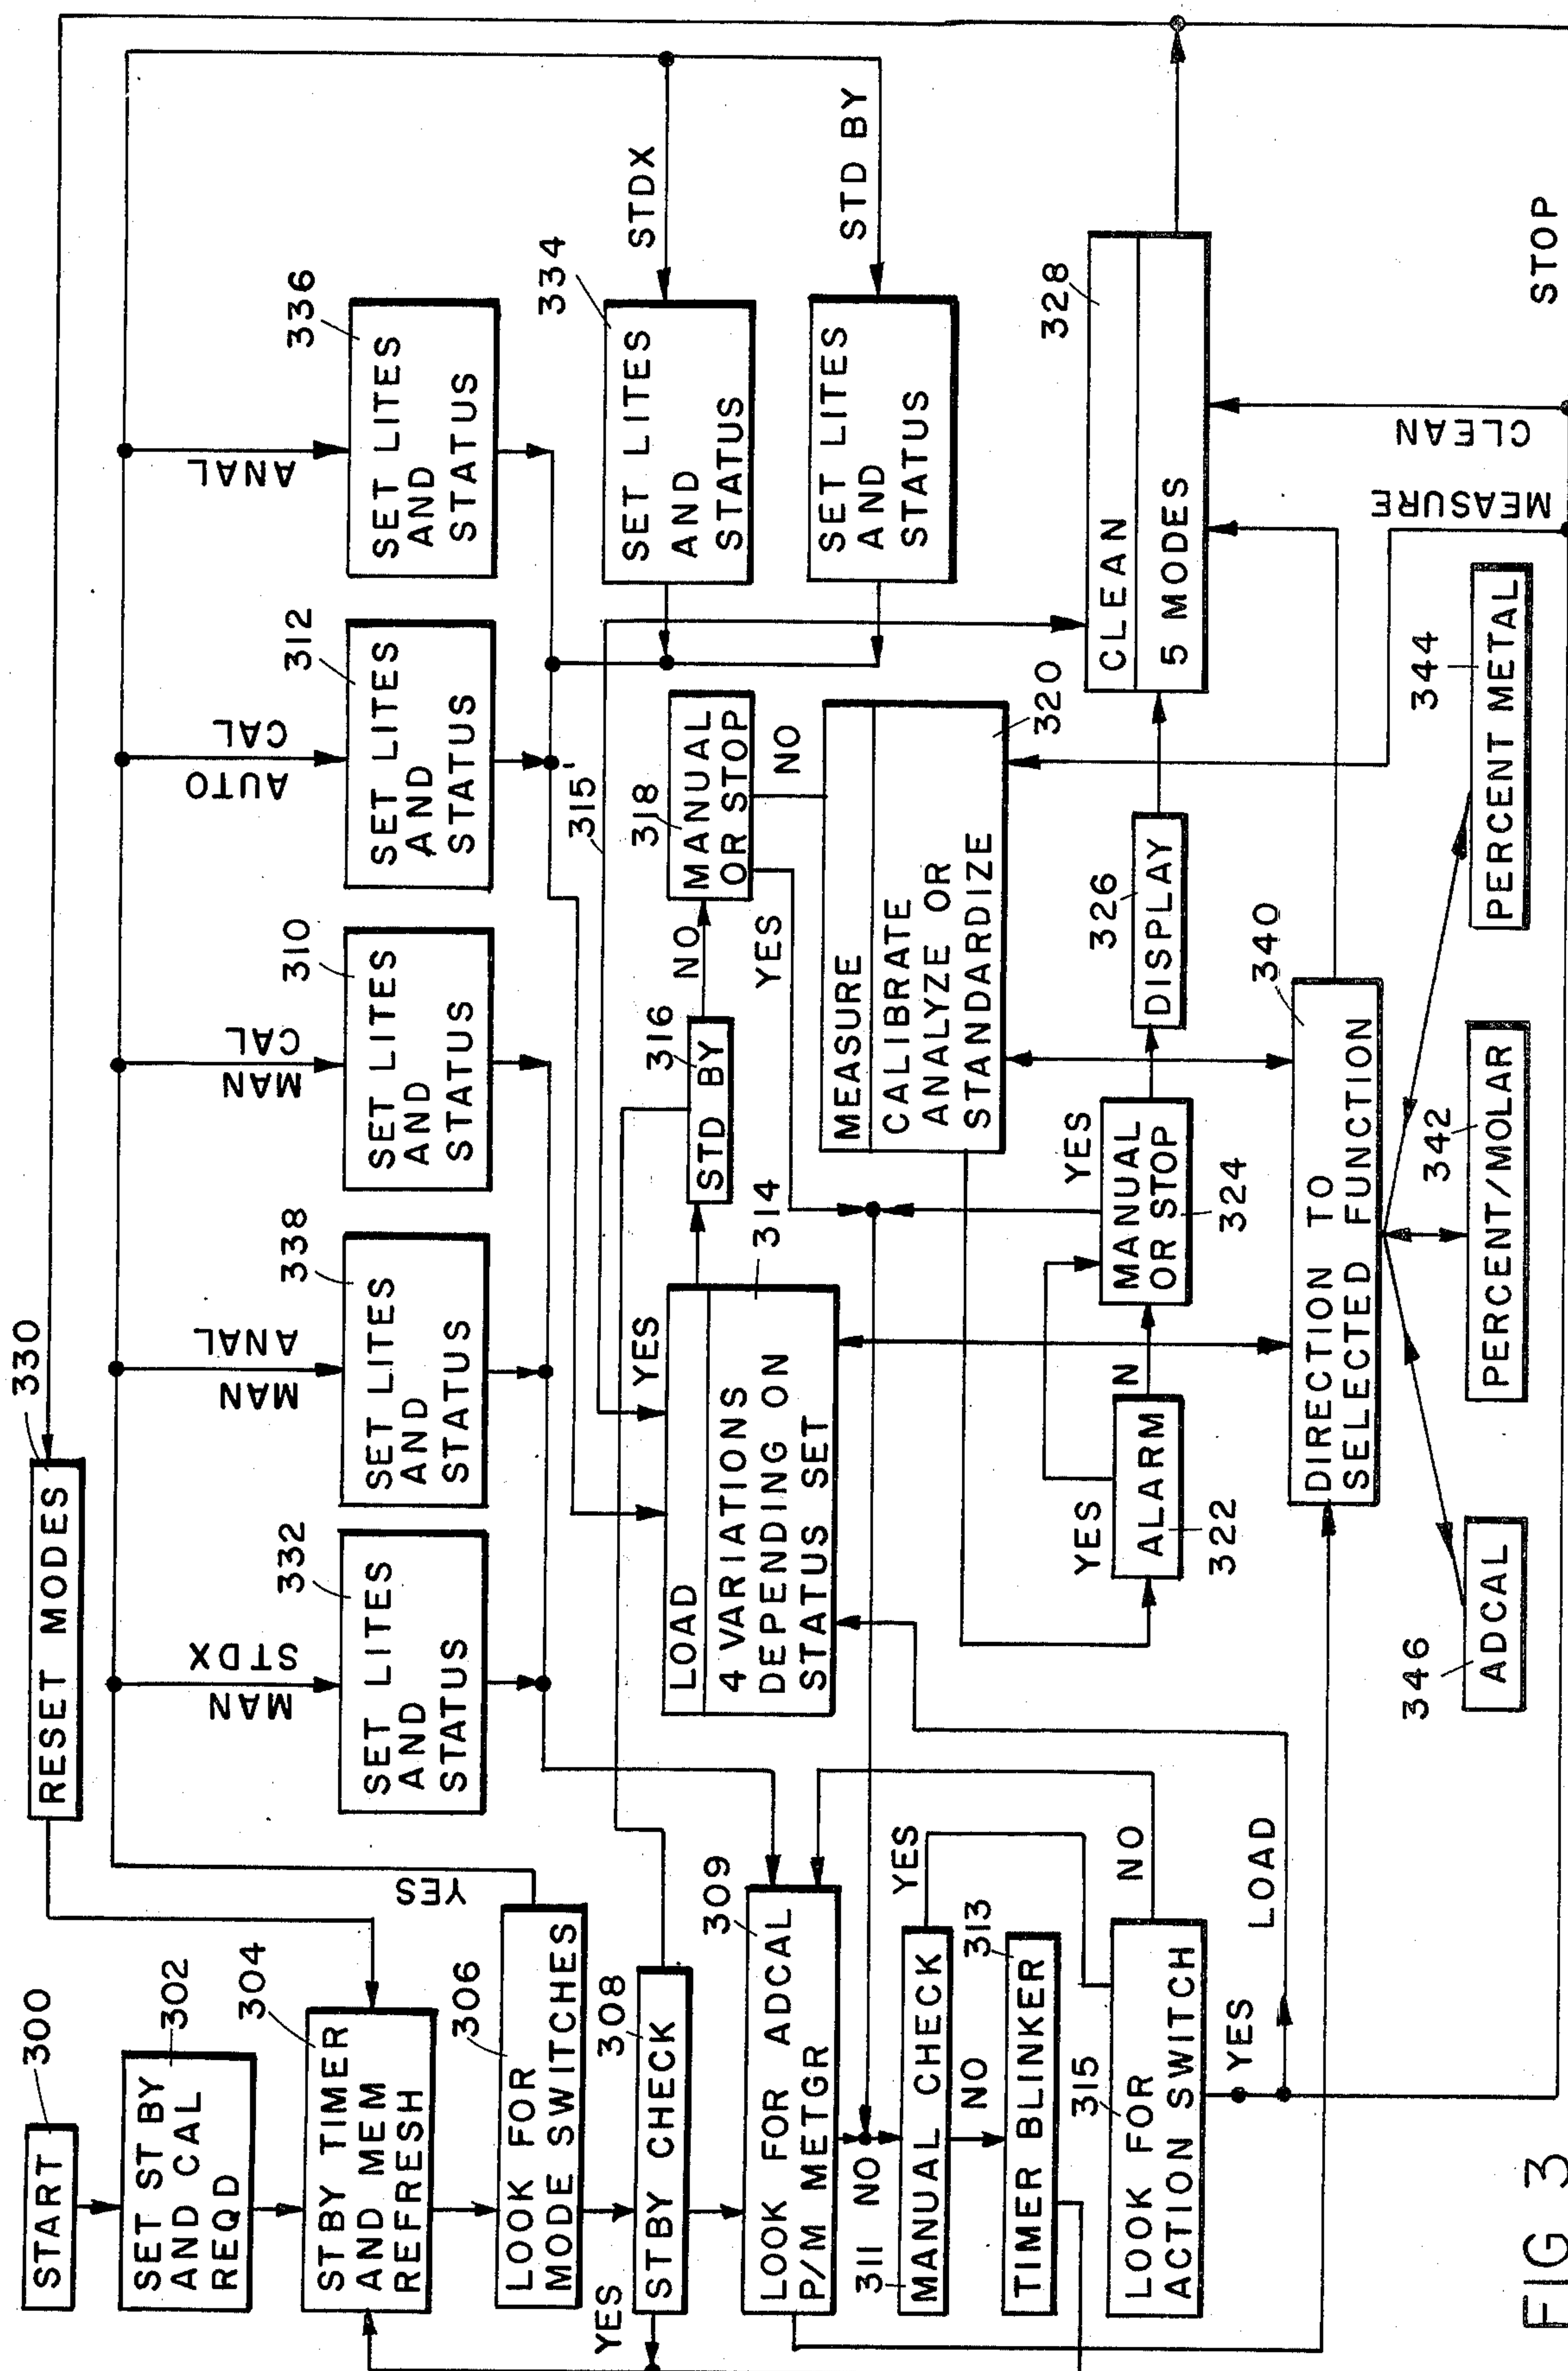 START
300
SET ST BY
AND CAL
REQD
302
ST BY TIMER
AND MEM
REFRESH
304
LOOK FOR
MODE SWITCHES
306
YES
STBY CHECK
308
YES
LOOK FOR ADCAL
P/M METGR
309
311
NO
MANUAL CHECK
YES
NO
TIMER BLINKER
313
315
LOOK FOR
ACTION SWITCH
NO
YES
LOAD
RESET MODES
330
MAN
STDX
SET LITES
AND
STATUS
332
MAN
ANAL
SET LITES
AND
STATUS
338
MAN
CAL
SET LITES
AND
STATUS
310
AUTO
CAL
SET LITES
AND
STATUS
312
ANAL
SET LITES
AND
STATUS
336
STDX
SET LITES
AND
STATUS
334
STD BY
SET LITES
AND
STATUS
315
YES
LOAD
4 VARIATIONS
DEPENDING ON
STATUS SET
314
STD BY
316
NO
MANUAL
OR STOP
318
YES
NO
MEASURE
CALIBRATE
ANALYZE OR
STANDARDIZE
320
YES
ALARM
322
N
MANUAL
OR STOP
324
YES
DISPLAY
326
CLEAN
5 MODES
328
DIRECTION TO
SELECTED FUNCTION
340
ADCAL
346
PERCENT/MOLAR
342
PERCENT METAL
344
MEASURE
CLEAN
STOP
FIG 3